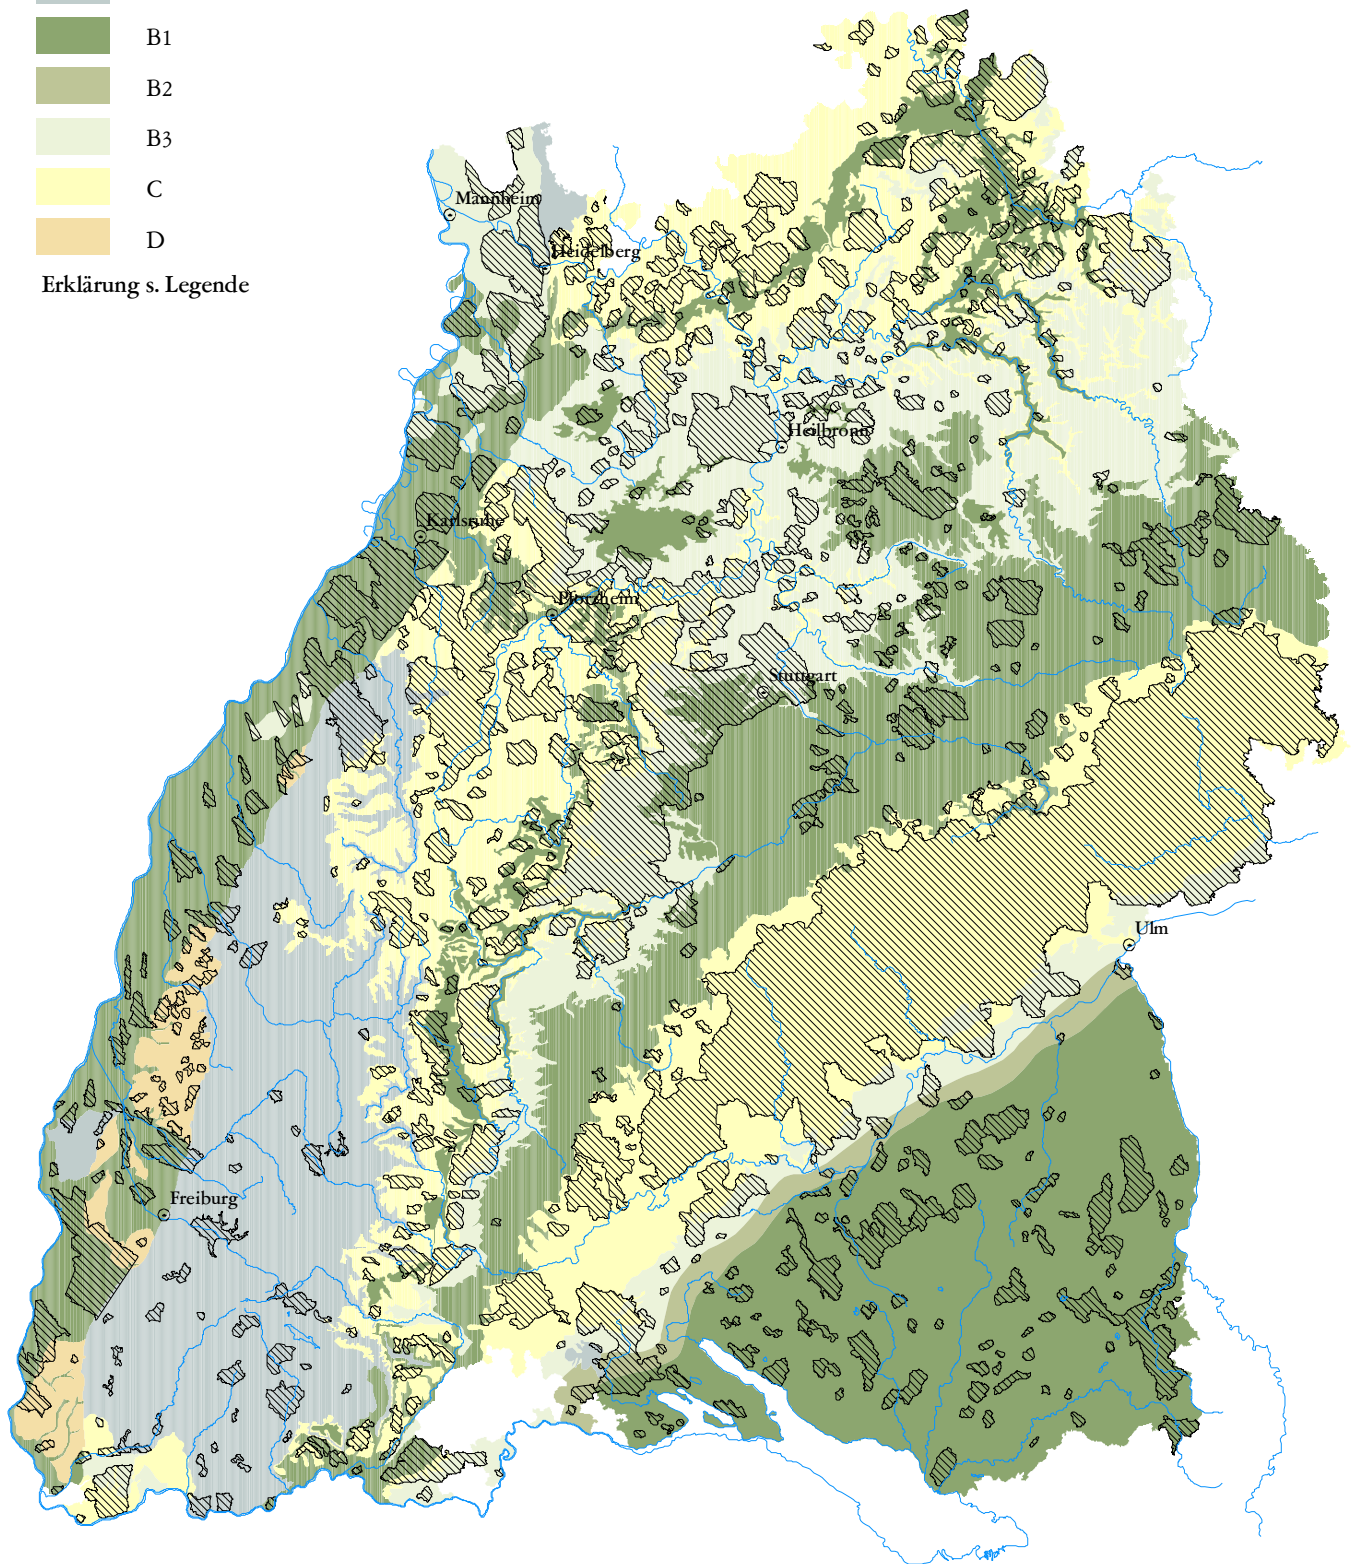 B1
B2
B3
C
D
Erklärung s. Legende
Mannheim
Heidelberg
Heilbronn
Karlsruhe
Pforzheim
Stuttgart
Ulm
Freiburg